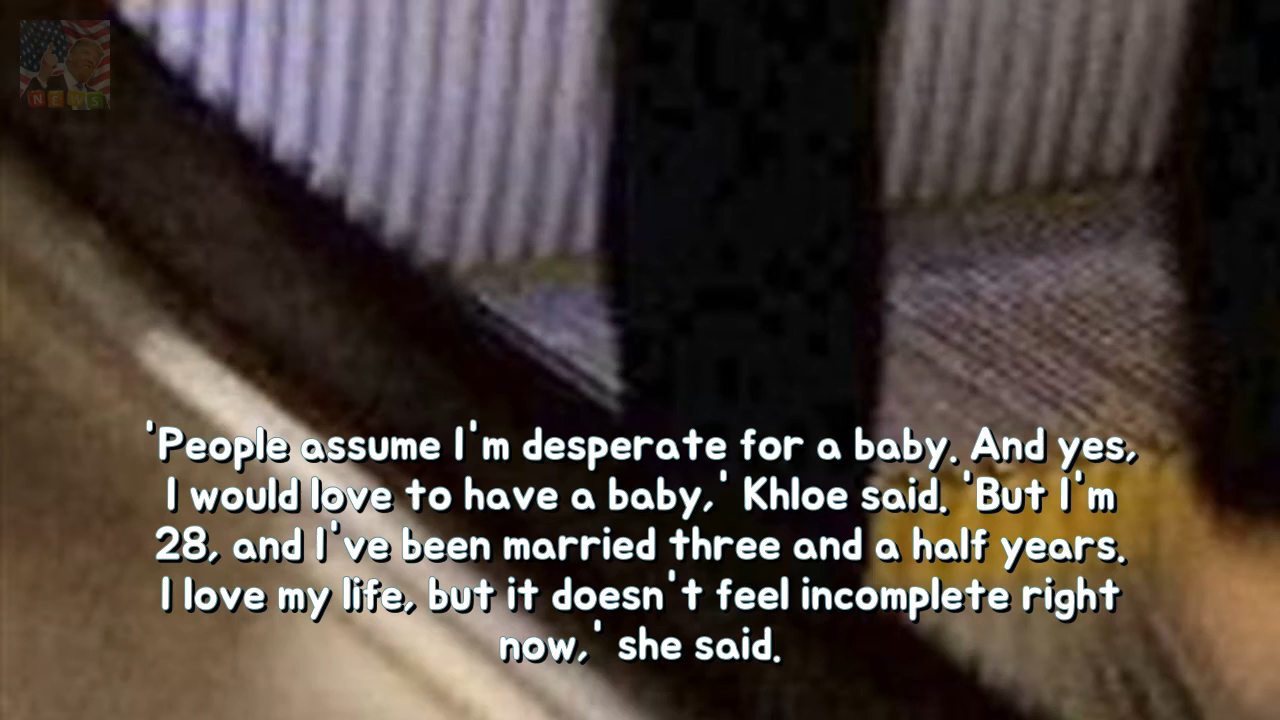 NEWS
'People assume I'm desperate for a baby. And yes,
I would love to have a baby,' Khloe said. 'But I'm
28, and I've been married three and a half years.
I love my life, but it doesn't feel incomplete right
now,' she said.